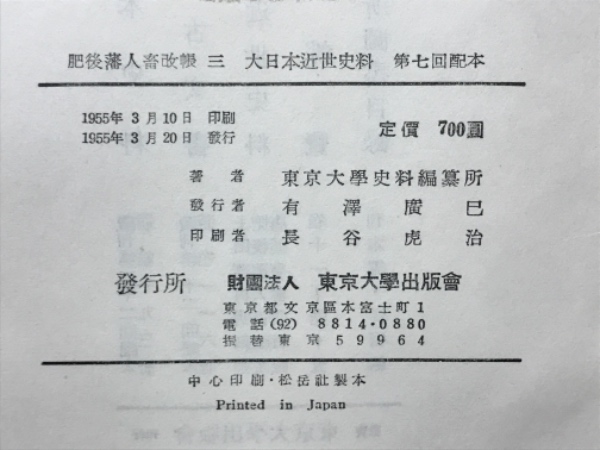 肥後藩人畜改帳 三 大日本近世史料 第七回配本
1955年 3 月 10 日 印刷
1955年 3 月 20 日 發行
定價 700圓
著者 東京大學史料編纂所
發行者 有澤廣巳
印刷者 長谷虎治
發行所 財團法人 東京大學出版會
東京都文京區本富士町 1
電話(92) 8814・0880
振替東京 59964
中心印刷・松岳社製本
Printed in Japan